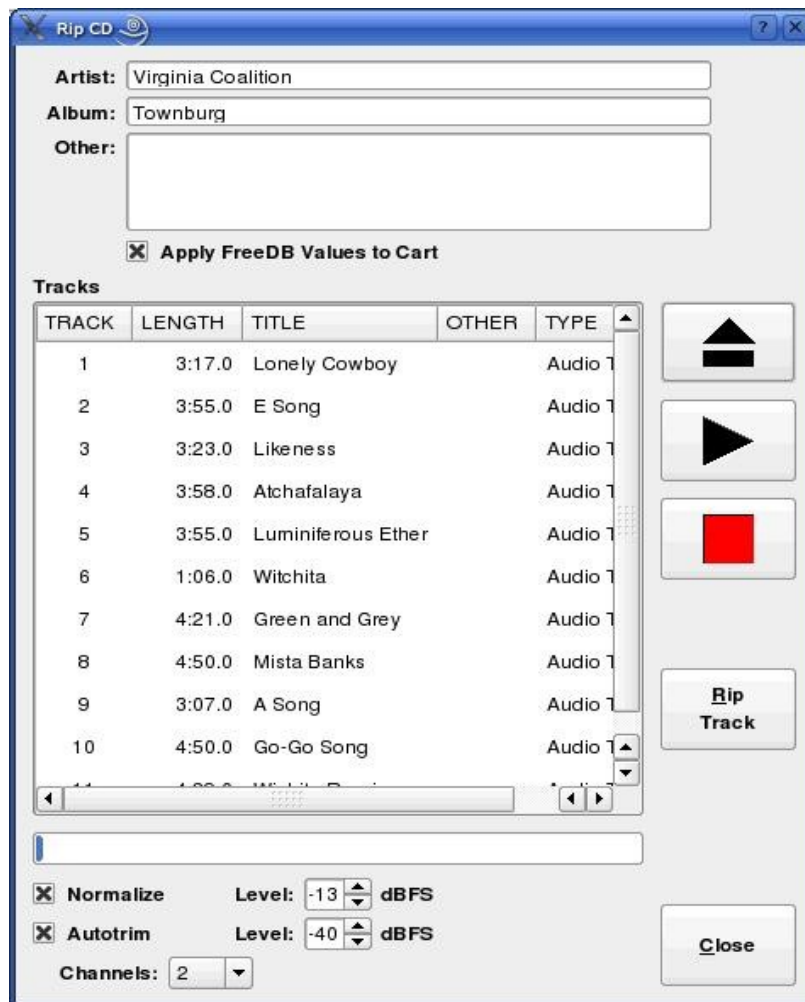 Rip CD
Artist: Virginia Coalition
Album: Townburg
Other:
Apply FreeDB Values to Cart
Tracks
TRACK LENGTH TITLE OTHER TYPE
1 3:17.0 Lonely Cowboy Audio T
2 3:55.0 E Song Audio T
3 3:23.0 Likeness Audio T
4 3:58.0 Atchafalaya Audio T
5 3:55.0 Luminiferous Ether Audio T
6 1:06.0 Witchita Audio T
7 4:21.0 Green and Grey Audio T
8 4:50.0 Mista Banks Audio T
9 3:07.0 A Song Audio T
10 4:50.0 Go-Go Song Audio T
Rip
Track
Normalize Level: -13 dBFS
Autotrim Level: -40 dBFS
Channels: 2
Close